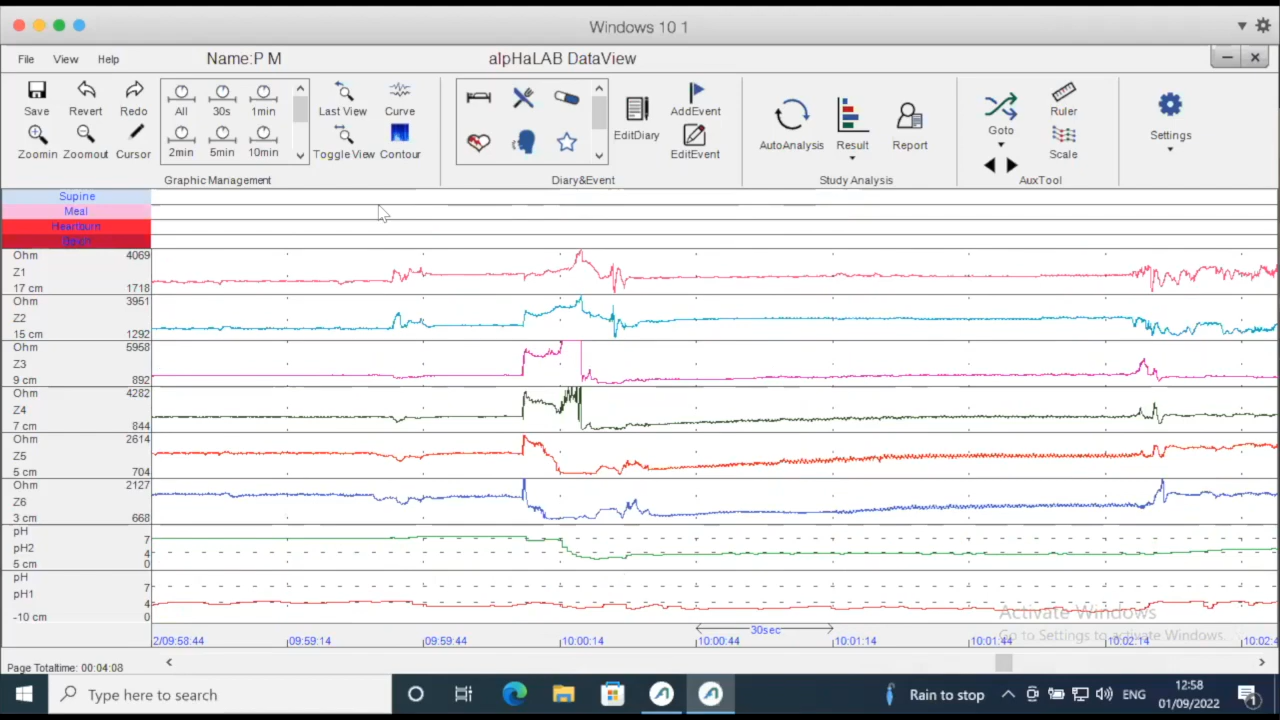 Windows 10 1
File View Help Name:P M alpHaLAB DataView
Save Revert Redo All 30s 1min Last View Curve EditDiary AddEvent AutoAnalysis Result Report Goto Ruler Settings
Zoomin Zoomout Cursor 2min 5min 10min ToggleView Contour EditEvent Scale
Graphic Management Diary&Event Study Analysis AuxTool
Supine
Meal
Heartburn
Belch
Ohm 4069
Z1
17 cm 1718
Ohm 3951
Z2
15 cm 1292
Ohm 5968
Z3
9 cm 892
Ohm 4282
Z4
7 cm 844
Ohm 2614
Z5
5 cm 704
Ohm 2127
Z6
3 cm 668
pH 7
pH2 4
5 cm 0
pH 7
pH1 4
-10 cm 0
Activate Windows
Go to Settings to activate Windows.
30sec
2/09:58:44 09:59:14 09:59:44 10:00:14 10:00:44 10:01:14 10:01:44 10:02:14 10:02:4
Page Totaltime: 00:04:08
Type here to search Rain to stop ENG 12:58
01/09/2022
1